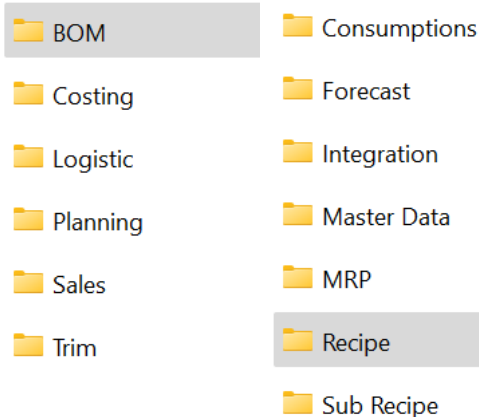 BOM
Costing
Logistic
Planning
Sales
Trim
Consumptions
Forecast
Integration
Master Data
MRP
Recipe
Sub Recipe